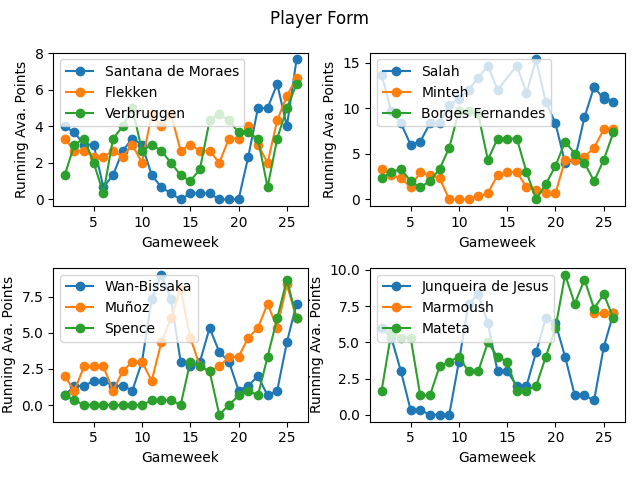 Player Form
8
6
4
2
0
Running Ava. Points
Santana de Moraes
Flekken
Verbruggen
5
10
15
20
25
Gameweek
15
10
5
0
Running Ava. Points
Salah
Minteh
Borges Fernandes
5
10
15
20
25
Gameweek
7.5
5.0
2.5
0.0
Running Ava. Points
Wan-Bissaka
Muñoz
Spence
5
10
15
20
25
Gameweek
10.0
7.5
5.0
2.5
0.0
Running Ava. Points
Junqueira de Jesus
Marmoush
Mateta
5
10
15
20
25
Gameweek